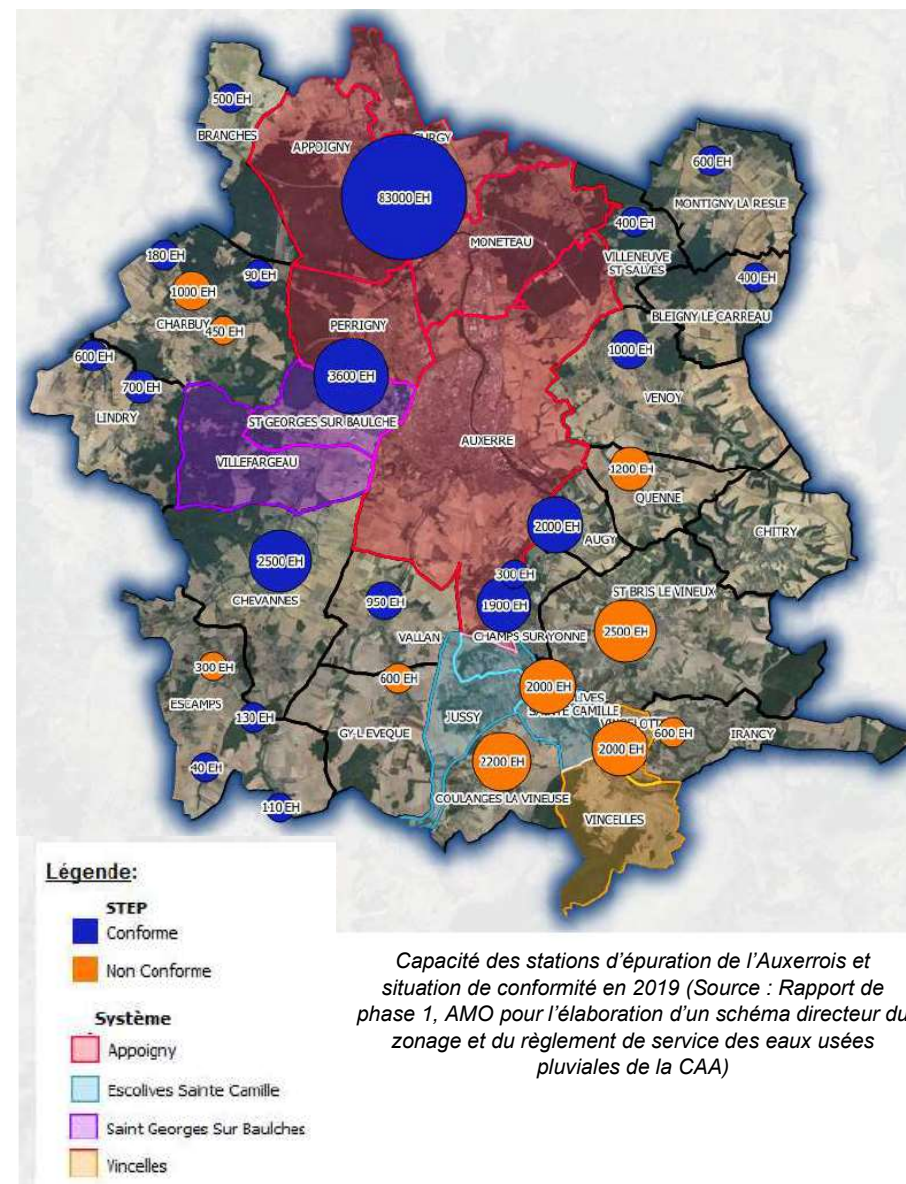 500 EH
BRANCHES
APPOIGNY
GURGY
83000 EH
600 EH
MONTIGNY LA RESLE
MONETEAU
400 EH
VILLENEUVE
ST SALVES
180 EH
90 EH
400 EH
1000 EH
CHARBUY
450 EH
PERRIGNY
BLEIGNY LE CARREAU
1000 EH
600 EH
700 EH
LINDRY
3600 EH
VENOY
ST GEORGES SUR BAULCHE
AUXERRE
VILLEFARGEAU
1200 EH
QUENNE
2000 EH
AUGY
CHITRY
2500 EH
CHEVANNES
300 EH
950 EH
1900 EH
ST BRIS LE VINEUX
VALLAN
CHAMPS SUR YONNE
2500 EH
300 EH
600 EH
2000 EH
LIVES
SAINTE CAMILLE
ESCAMPS
130 EH
GY L EVEQUE
JUSSY
600 EH
IRANCY
40 EH
2200 EH
2000 EH
COULANGES LA VINEUSE
110 EH
VINCELLES
Légende:
STEP
Conforme
Non Conforme
Système
Appoigny
Escolives Sainte Camille
Saint Georges Sur Baulches
Vincelles
Capacité des stations d'épuration de l'Auxerrois et
situation de conformité en 2019 (Source : Rapport de
phase 1, AMO pour l'élaboration d'un schéma directeur du
zonage et du règlement de service des eaux usées
pluviales de la CAA)